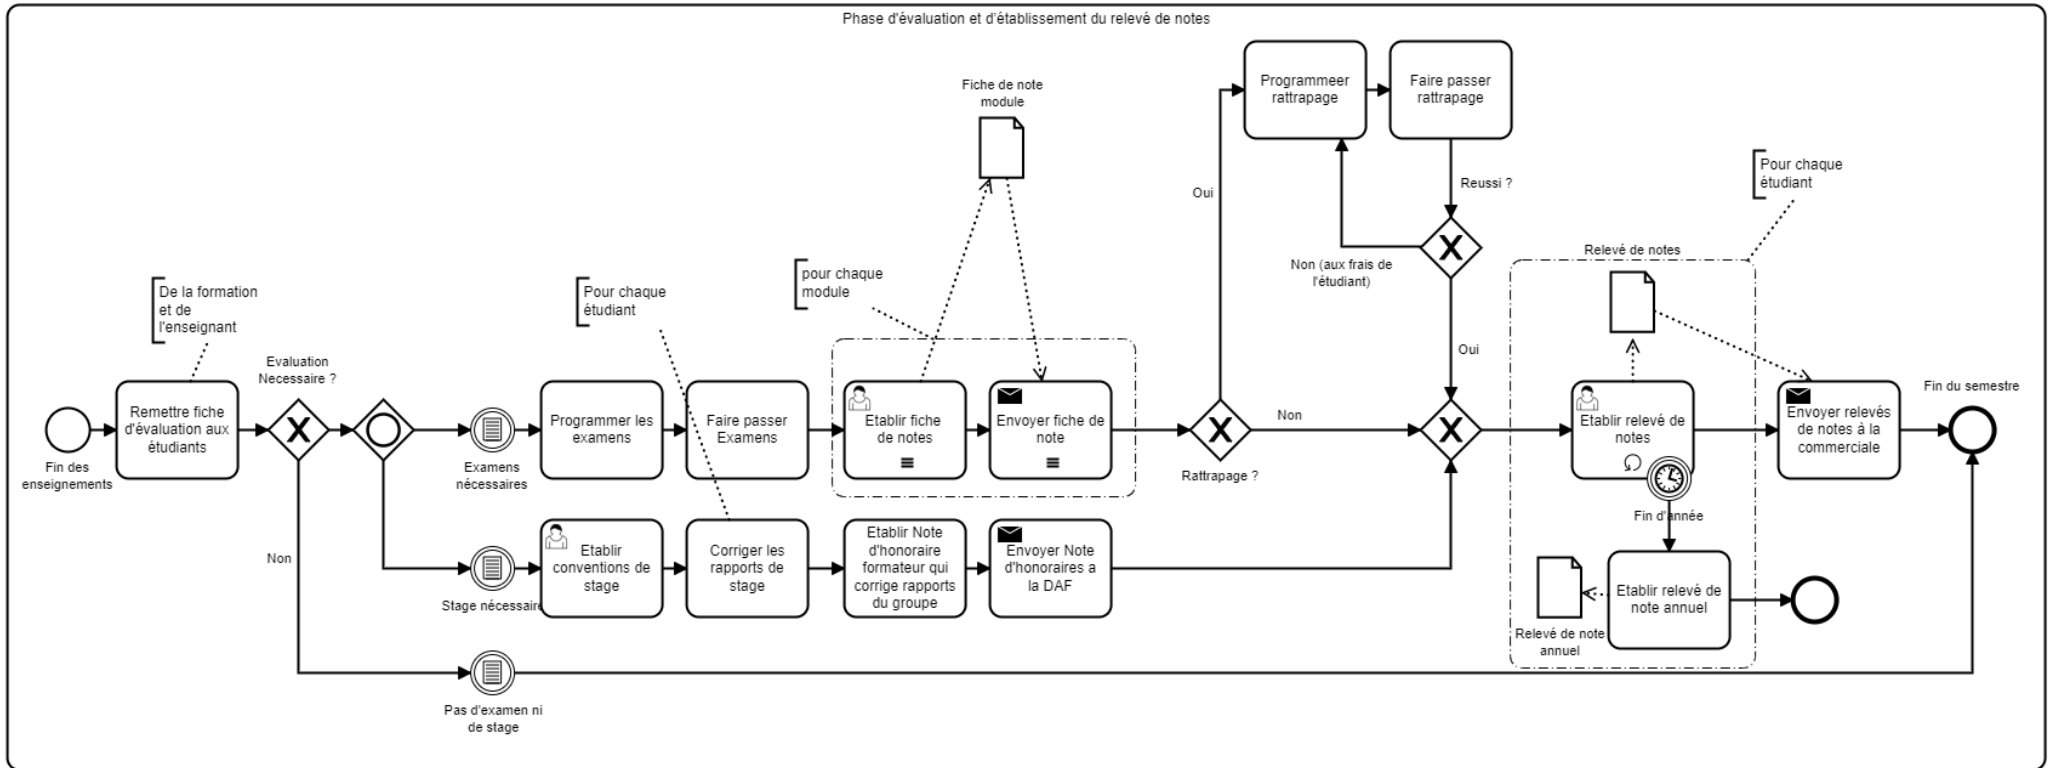 Phase d'évaluation et d'établissement du relevé de notes
Fiche de note
module
Programmeer
rattrapage
Faire passer
rattrapage
Oui
Reussi ?
Non (aux frais de
l'étudiant)
Oui
Pour chaque
étudiant
Relevé de notes
De la formation
et de
l'enseignant
Pour chaque
étudiant
pour chaque
module
Evaluation
Necessaire ?
Fin des
enseignements
Remettre fiche
d'évaluation aux
étudiants
Examens
nécessaires
Programmer les
examens
Faire passer
Examens
Etablir fiche
de notes
Envoyer fiche de
note
Rattrapage ?
Non
Etablir relevé de
notes
Fin d'année
Envoyer relevés
de notes à la
commerciale
Fin du semestre
Non
Stage nécessaire
Etablir
conventions de
stage
Corriger les
rapports de
stage
Etablir Note
d'honoraire
formateur qui
corrige rapports
du groupe
Envoyer Note
d'honoraires a
la DAF
Etablir relevé de
note annuel
Relevé de note
annuel
Pas d'examen ni
de stage